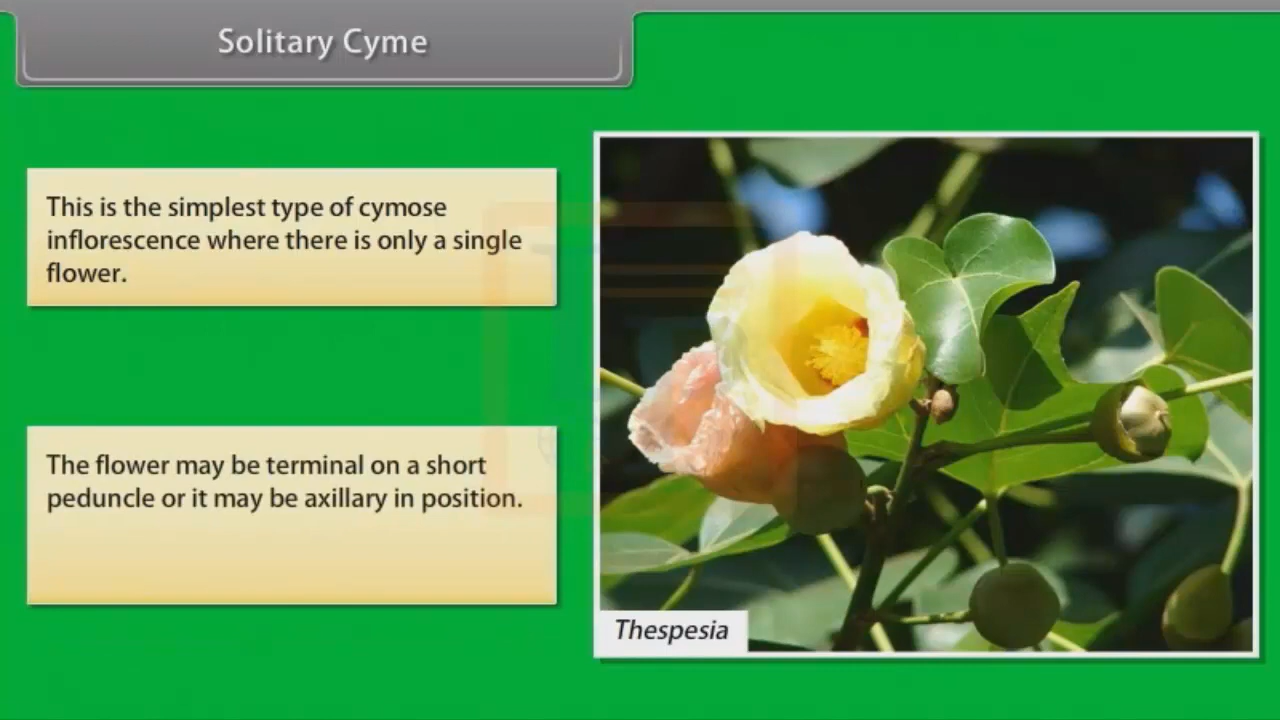 Solitary Cyme
This is the simplest type of cymose
inflorescence where there is only a single
flower.
The flower may be terminal on a short
peduncle or it may be axillary in position.
Thespesia